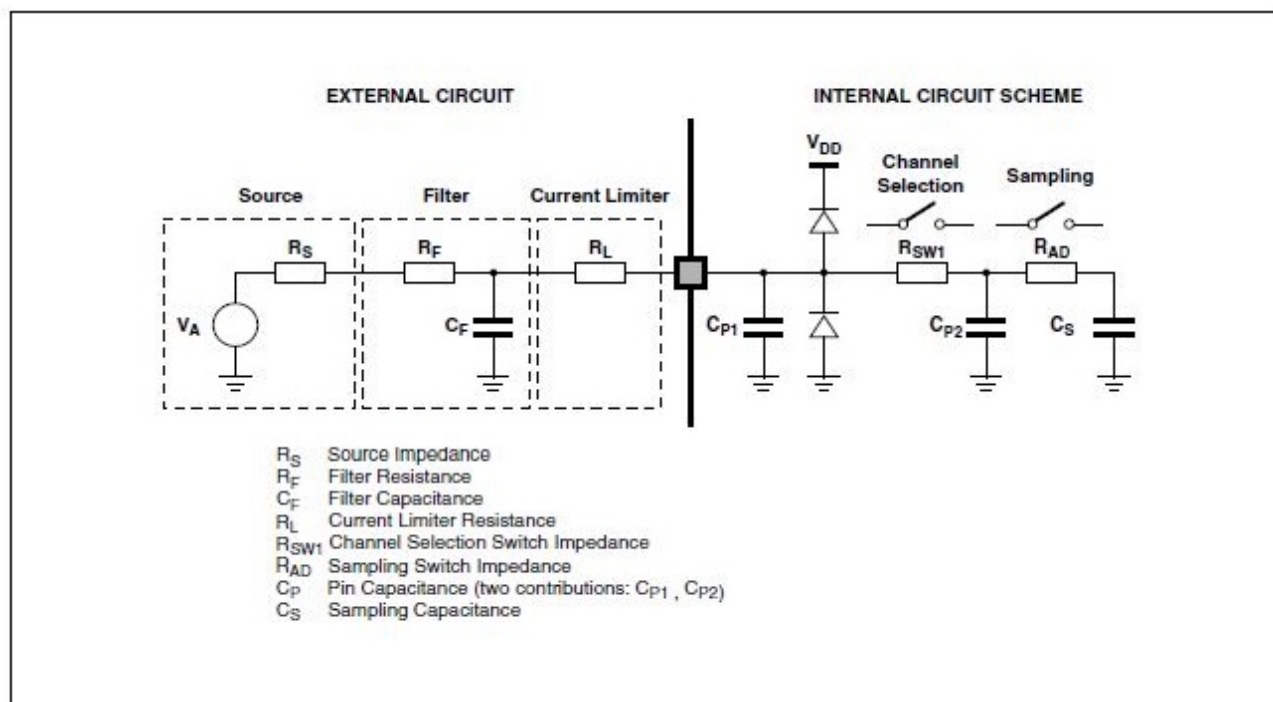 EXTERNAL CIRCUIT
INTERNAL CIRCUIT SCHEME
VDD
Channel
Selection
Sampling
Source
Filter
Current Limiter
RS
RF
RL
RSW1
RAD
VA
CF
CP1
CP2
CS
RS Source Impedance
RF Filter Resistance
CF Filter Capacitance
RL Current Limiter Resistance
RSW1 Channel Selection Switch Impedance
RAD Sampling Switch Impedance
CP Pin Capacitance (two contributions: CP1 , CP2)
CS Sampling Capacitance